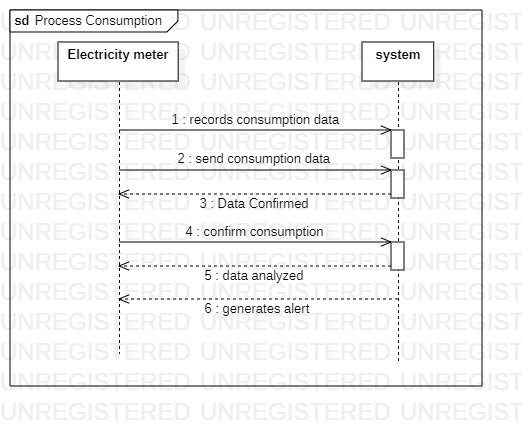 sd Process Consumption
Electricity meter
system
1 : records consumption data
2 : send consumption data
3 : Data Confirmed
4 : confirm consumption
5 : data analyzed
6 : generates alert
UNREGISTERED UNREGISTERED UNREGISTERED